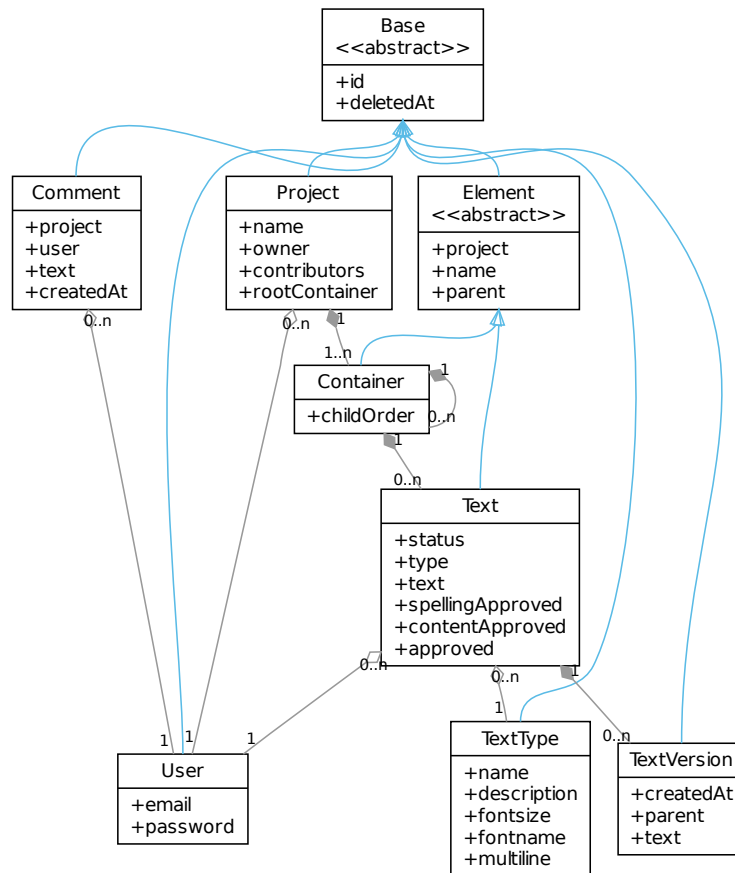 Base
<<abstract>>
+id
+deletedAt
Comment
+project
+user
+text
+createdAt
Project
+name
+owner
+contributors
+rootContainer
Element
<<abstract>>
+project
+name
+parent
0..n
0..n
1
1..n
Container
+childOrder
1
0..n
1
0..n
Text
+status
+type
+text
+spellingApproved
+contentApproved
+approved
0..n
0..n
1
1
1
1
1
0..n
User
+email
+password
TextType
+name
+description
+fontsize
+fontname
+multiline
TextVersion
+createdAt
+parent
+text